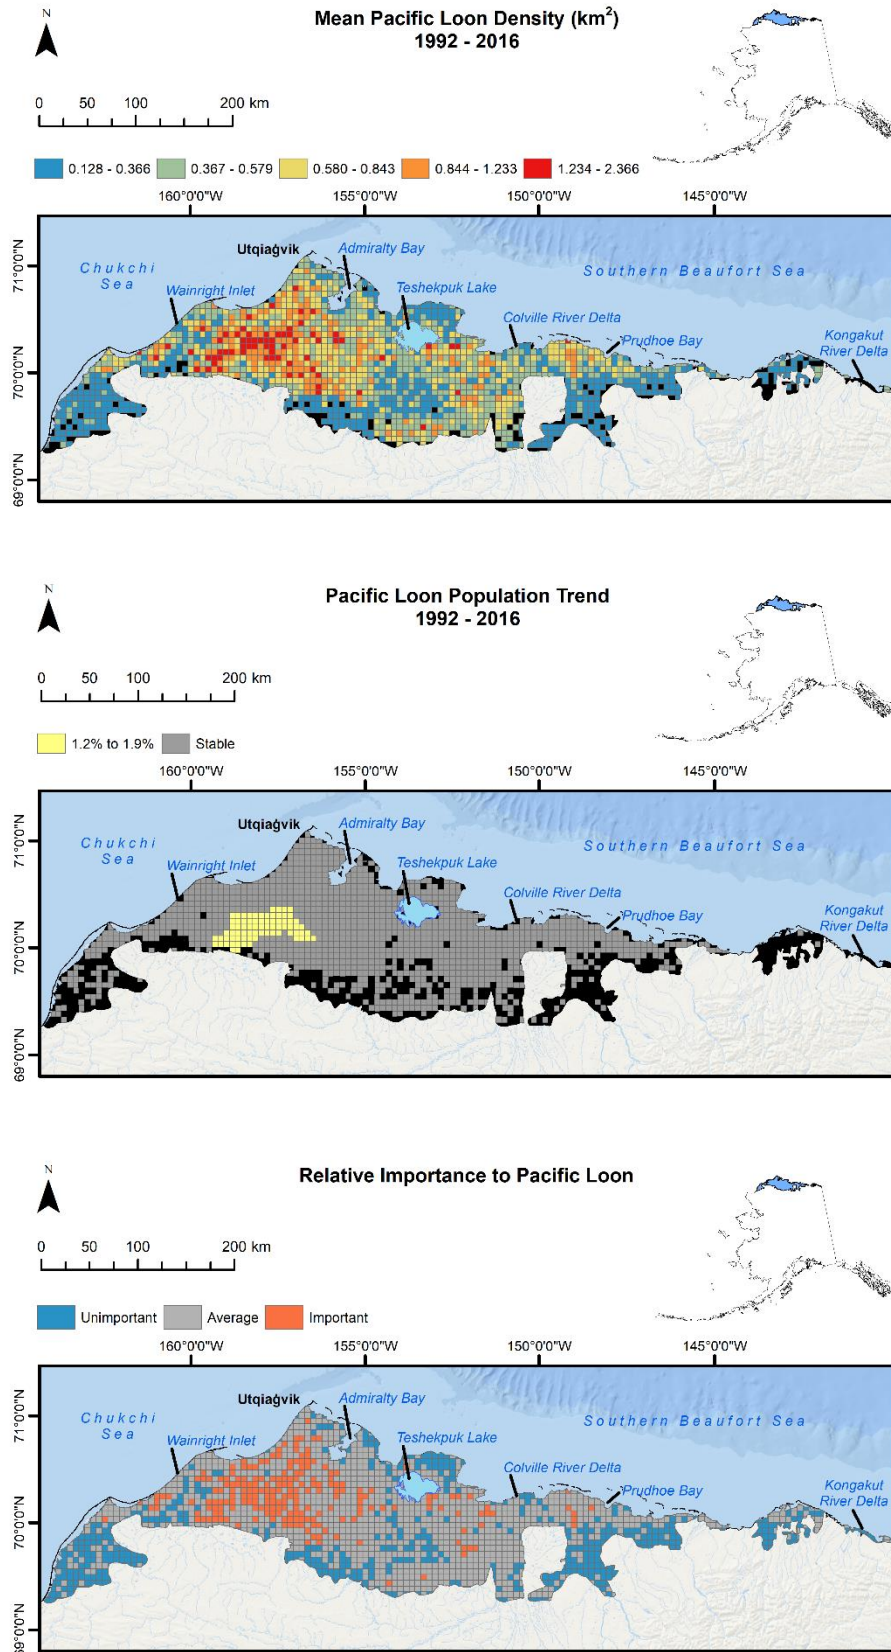 Mean Pacific Loon Density (km²)
1992 - 2016
N
0 50 100 200 km
0.128 - 0.366 0.367 - 0.579 0.580 - 0.843 0.844 - 1.233 1.234 - 2.366
160°0'0"W 155°0'0"W 150°0'0"W 145°0'0"W
71°0'0"N
70°0'0"N
69°0'0"N
Utqiaġvik
Admiralty Bay
Chukchi
Sea
Wainright Inlet
Teshekpuk Lake
Southern Beaufort Sea
Colville River Delta
Prudhoe Bay
Kongakut
River Delta
Pacific Loon Population Trend
1992 - 2016
N
0 50 100 200 km
1.2% to 1.9% Stable
160°0'0"W 155°0'0"W 150°0'0"W 145°0'0"W
71°0'0"N
70°0'0"N
69°0'0"N
Utqiaġvik
Admiralty Bay
Chukchi
Sea
Wainright Inlet
Teshekpuk Lake
Southern Beaufort Sea
Colville River Delta
Prudhoe Bay
Kongakut
River Delta
Relative Importance to Pacific Loon
N
0 50 100 200 km
Unimportant Average Important
160°0'0"W 155°0'0"W 150°0'0"W 145°0'0"W
71°0'0"N
70°0'0"N
69°0'0"N
Utqiaġvik
Admiralty Bay
Chukchi
Sea
Wainright Inlet
Teshekpuk Lake
Southern Beaufort Sea
Colville River Delta
Prudhoe Bay
Kongakut
River Delta